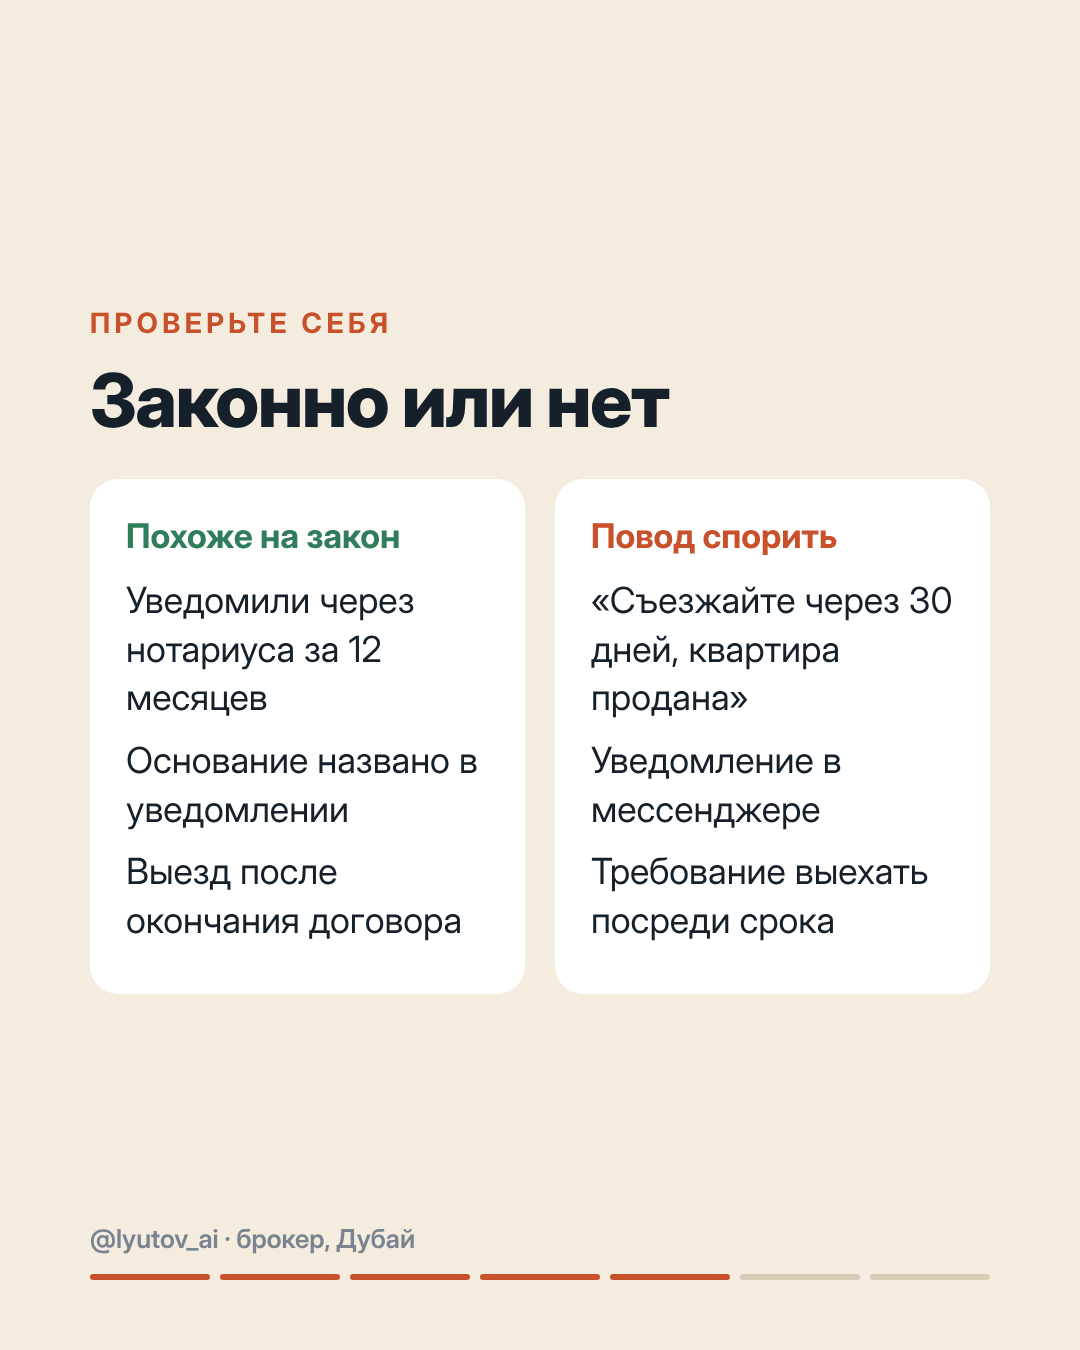 ПРОВЕРЬТЕ СЕБЯ
Законно или нет
Похоже на закон
Уведомили через
нотариуса за 12
месяцев
Основание названо в
уведомлении
Выезд после
окончания договора
Повод спорить
«Съезжайте через 30
дней, квартира
продана»
Уведомление в
мессенджере
Требование выехать
посреди срока
@lyutov_ai · брокер, Дубай